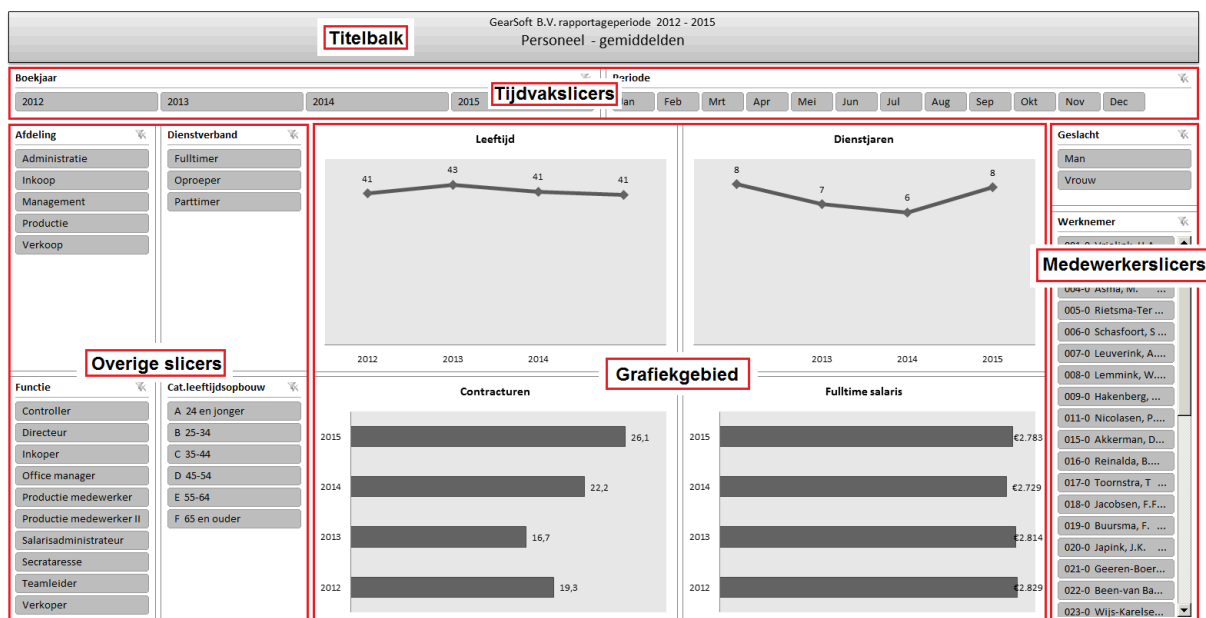 GearSoft B.V. rapportageperiode 2012 - 2015
Titelbalk
Personeel - gemiddelden
Boekjaar
Periode
Tijdvakslicers
2012 2013 2014 2015
Jan Feb Mrt Apr Mei Jun Jul Aug Sep Okt Nov Dec
Afdeling
Administratie
Inkoop
Management
Productie
Verkoop
Dienstverband
Fulltimer
Oproeper
Parttimer
Overige slicers
Functie
Controller
Directeur
Inkoper
Office manager
Productie medewerker
Productie medewerker II
Salarisadministrateur
Secrataresse
Teamleider
Verkoper
Cat.leeftijdsopbouw
A 24 en jonger
B 25-34
C 35-44
D 45-54
E 55-64
F 65 en ouder
Leeftijd
41 43 41 41
2012 2013 2014
Dienstjaren
8 7 6 8
2013 2014 2015
Grafiekgebied
Contracturen
2015 26,1
2014 22,2
2013 16,7
2012 19,3
Fulltime salaris
2015 €2.783
2014 €2.729
2013 €2.814
2012 €2.829
Geslacht
Man
Vrouw
Werknemer
Medewerkerslicers
004-0 Asma, M. ...
005-0 Rietsma-Ter ...
006-0 Schasfoort, S ...
007-0 Leuverink, A....
008-0 Lemmink, W....
009-0 Hakenberg, ...
011-0 Nicolasen, P....
015-0 Akkerman, D...
016-0 Reinalda, B....
017-0 Toornstra, T ...
018-0 Jacobsen, F.F...
019-0 Buursma, F. ...
020-0 Japink, J.K. ...
021-0 Geeren-Boer...
022-0 Been-van Ba...
023-0 Wijs-Karelse...